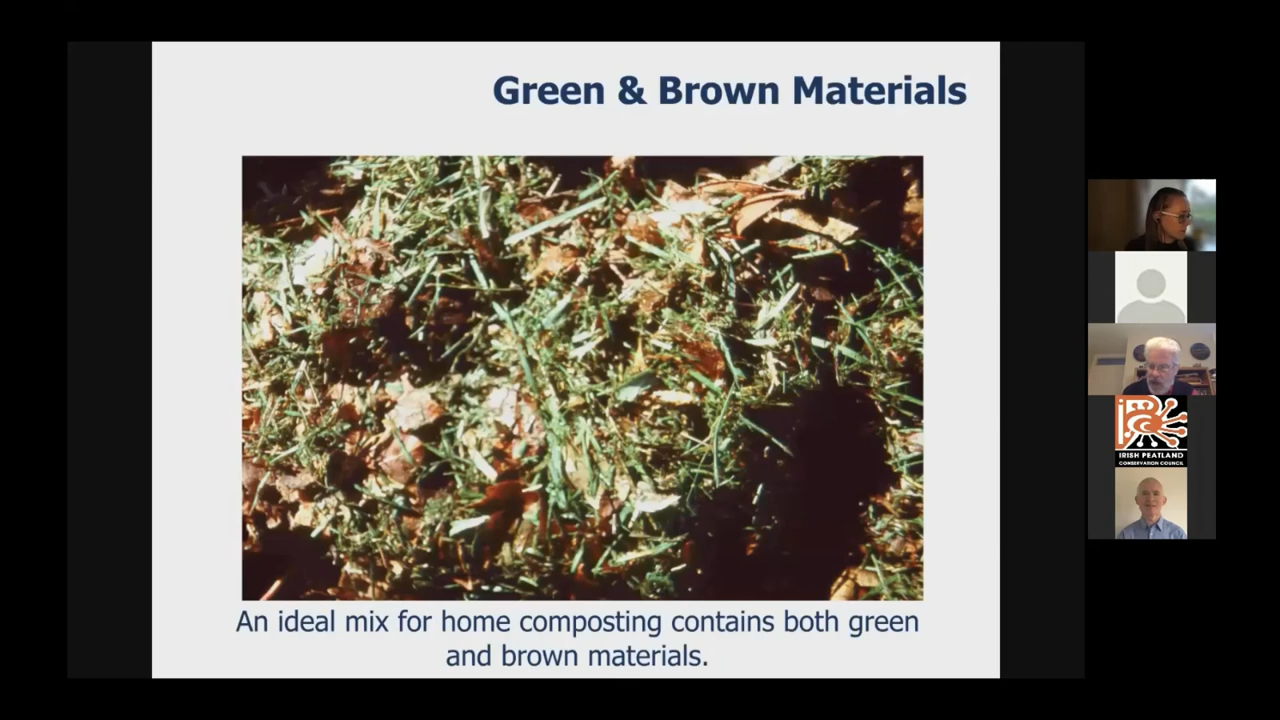 Green & Brown Materials
An ideal mix for home composting contains both green
and brown materials.
IPCC
IRISH PEATLAND
CONSERVATION COUNCIL